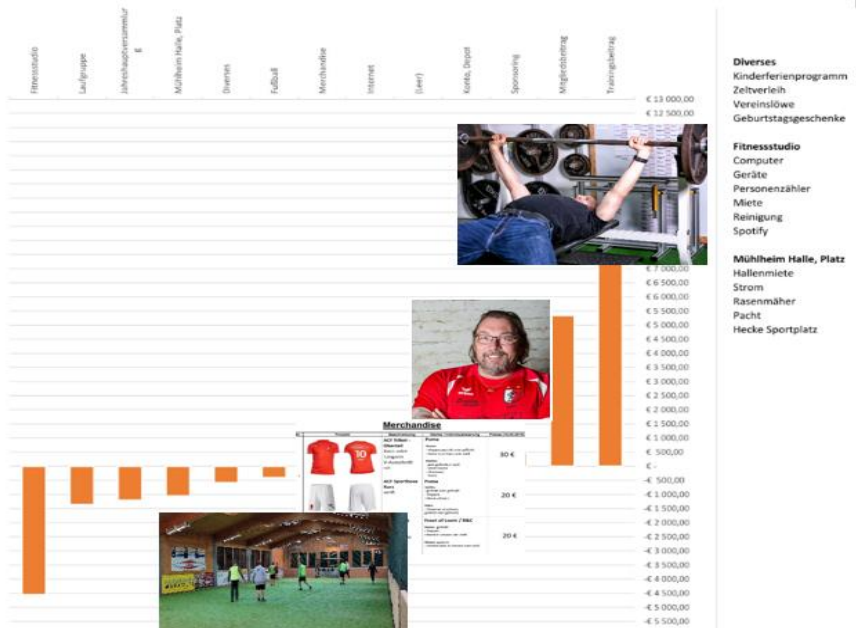 Fitnessstudio
Laufgruppe
Jahreshauptversammlung
Mühlheim Halle, Platz
Diverses
Fußball
Merchandise
Internet
(Leer)
Konto, Depot
Sponsoring
Mitgliedsbeitrag
Trainingsbeitrag
€ 13 000,00
€ 12 500,00
€ 7 000,00
€ 6 500,00
€ 6 000,00
€ 5 500,00
€ 5 000,00
€ 4 500,00
€ 4 000,00
€ 3 500,00
€ 3 000,00
€ 2 500,00
€ 2 000,00
€ 1 500,00
€ 1 000,00
€ 500,00
€ -
-€ 500,00
-€ 1 000,00
-€ 1 500,00
-€ 2 000,00
-€ 2 500,00
-€ 3 000,00
-€ 3 500,00
-€ 4 000,00
-€ 4 500,00
-€ 5 000,00
-€ 5 500,00
Merchandise
30 €
20 €
20 €
Diverses
Kinderferienprogramm
Zeltverleih
Vereinslöwe
Geburtstagsgeschenke
Fitnessstudio
Computer
Geräte
Personenzähler
Miete
Reinigung
Spotify
Mühlheim Halle, Platz
Hallenmiete
Strom
Rasenmäher
Pacht
Hecke Sportplatz